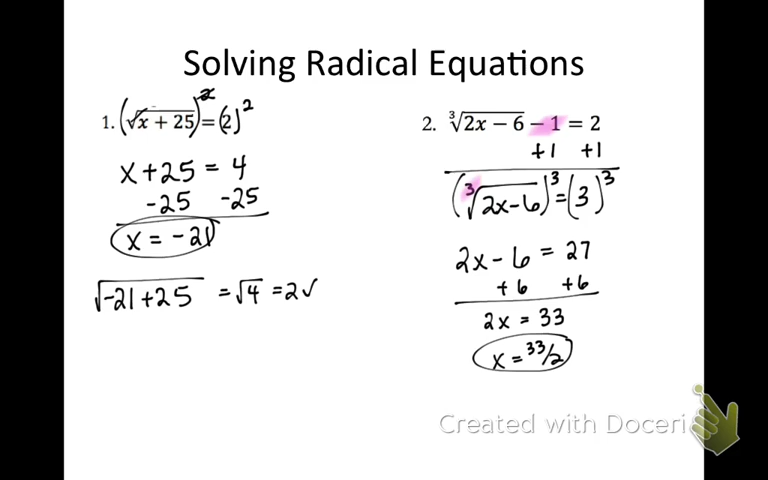 Solving Radical Equations
1. (√x + 25)² = (2)²
x + 25 = 4
-25 -25
x = -21
√-21 + 25 = √4 = 2 ✓
2. ³√2x − 6 − 1 = 2
+1 +1
(³√2x - 6)³ = (3)³
2x - 6 = 27
+6 +6
2x = 33
x = 33/2
Created with Doceri